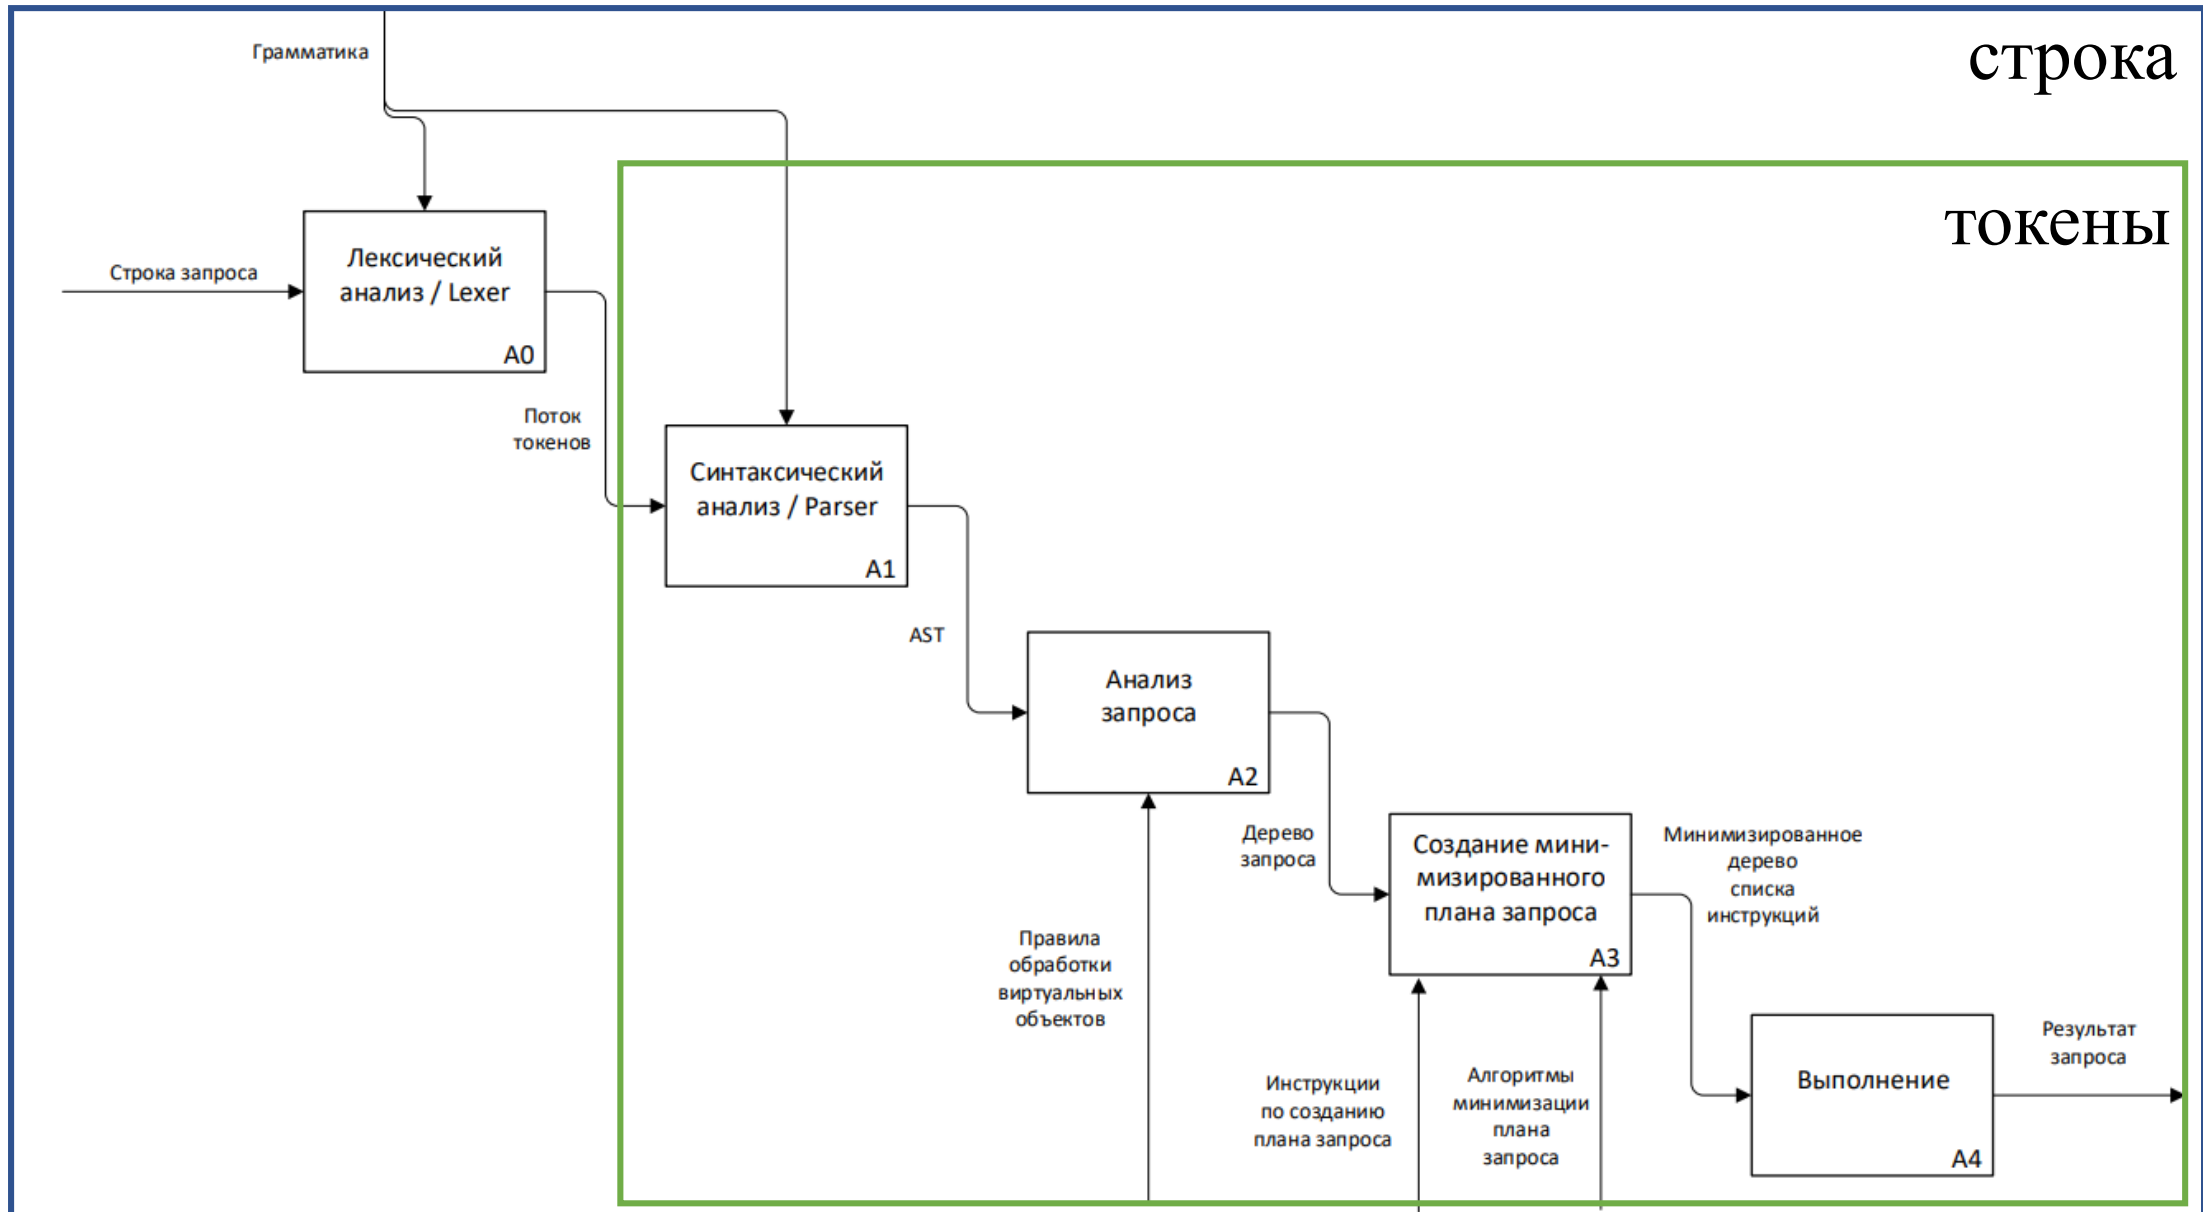 Грамматика
строка
токены
Строка запроса
Лексический
анализ / Lexer
A0
Поток
токенов
Синтаксический
анализ / Parser
A1
AST
Анализ
запроса
A2
Дерево
запроса
Создание мини-
мизированного
плана запроса
A3
Минимизированное
дерево
списка
инструкций
Правила
обработки
виртуальных
объектов
Инструкции
по созданию
плана запроса
Алгоритмы
минимизации
плана
запроса
Выполнение
A4
Результат
запроса